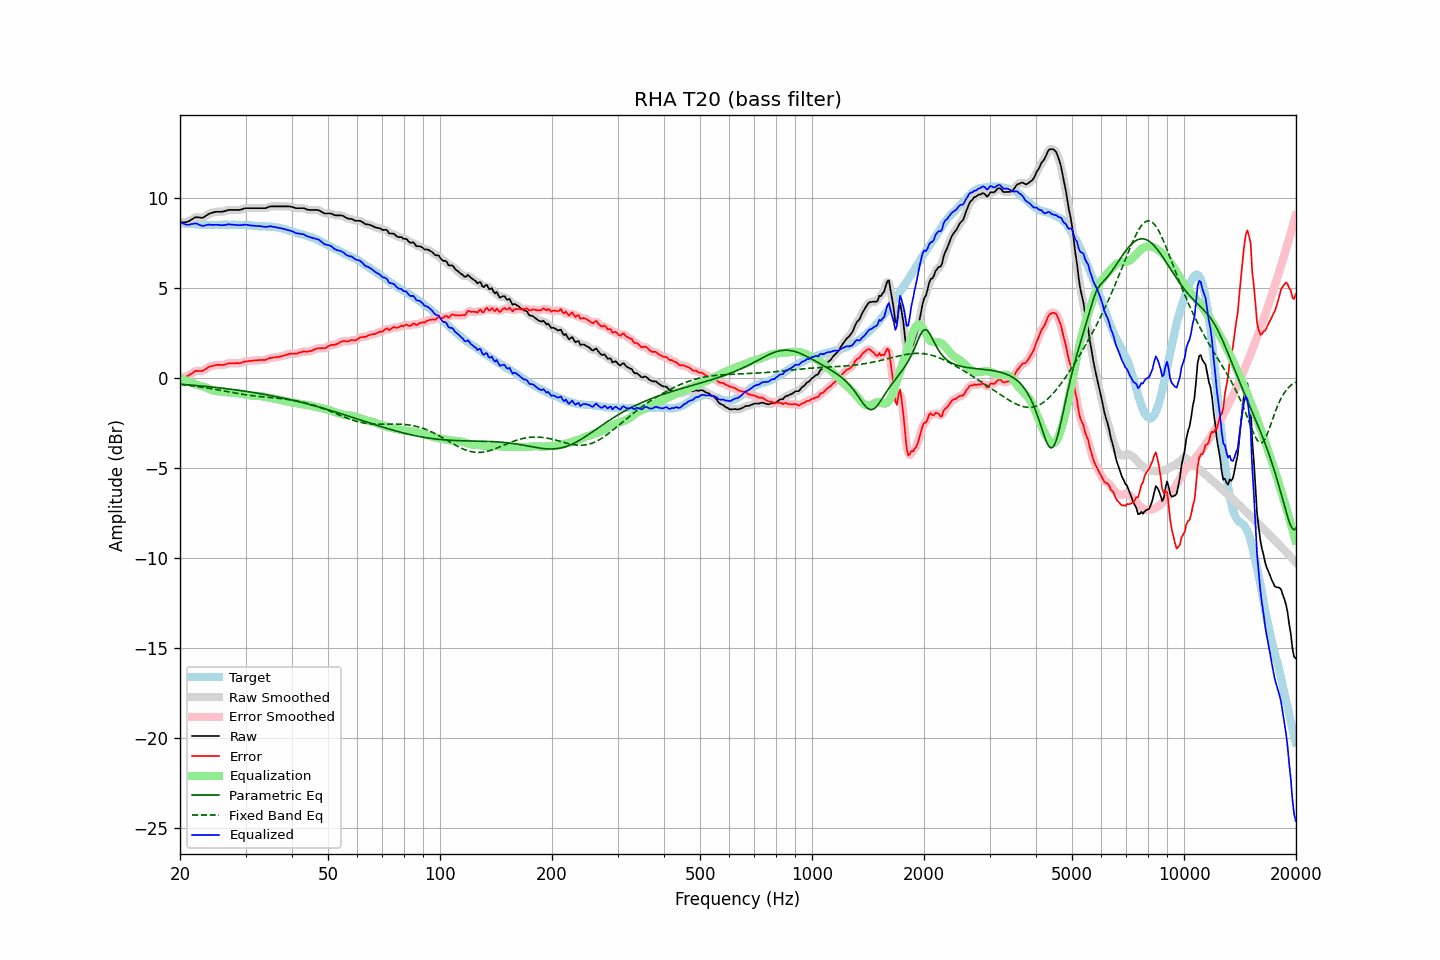 RHA T20 (bass filter)
Amplitude (dBr)
10
5
0
−5
−10
−15
−20
−25
Target
Raw Smoothed
Error Smoothed
Raw
Error
Equalization
Parametric Eq
Fixed Band Eq
Equalized
20 50 100 200 500 1000 2000 5000 10000 20000
Frequency (Hz)